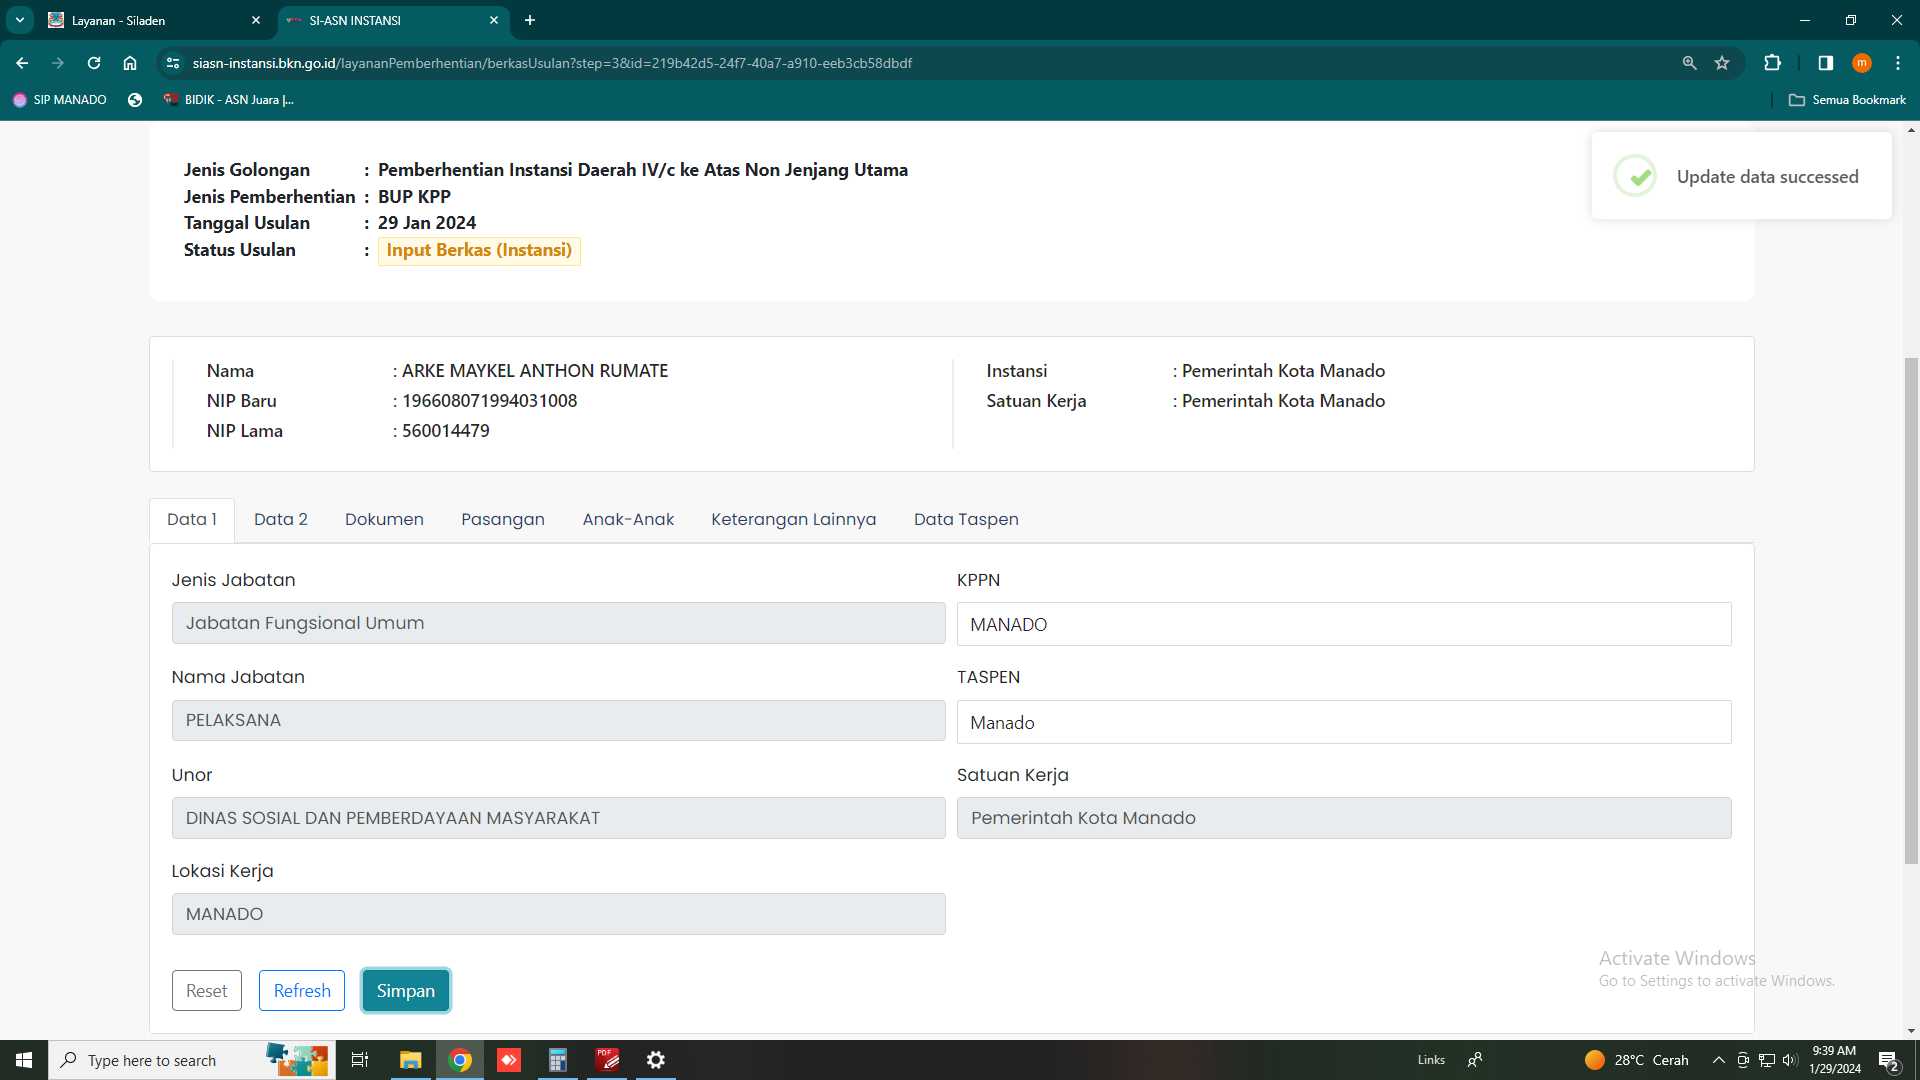 Layanan - Siladen
SI-ASN INSTANSI
siasn-instansi.bkn.go.id/layananPemberhentian/berkasUsulan?step=3&id=219b42d5-24f7-40a7-a910-eeb3cb58dbdf
m
SIP MANADO
BIDIK - ASN Juara |...
Semua Bookmark
Jenis Golongan : Pemberhentian Instansi Daerah IV/c ke Atas Non Jenjang Utama
Jenis Pemberhentian : BUP KPP
Tanggal Usulan : 29 Jan 2024
Status Usulan : Input Berkas (Instansi)
Update data successed
Nama : ARKE MAYKEL ANTHON RUMATE
NIP Baru : 196608071994031008
NIP Lama : 560014479
Instansi : Pemerintah Kota Manado
Satuan Kerja : Pemerintah Kota Manado
Data 1 Data 2 Dokumen Pasangan Anak-Anak Keterangan Lainnya Data Taspen
Jenis Jabatan
Jabatan Fungsional Umum
KPPN
MANADO
Nama Jabatan
PELAKSANA
TASPEN
Manado
Unor
DINAS SOSIAL DAN PEMBERDAYAAN MASYARAKAT
Satuan Kerja
Pemerintah Kota Manado
Lokasi Kerja
MANADO
Reset Refresh Simpan
Activate Windows
Go to Settings to activate Windows.
Type here to search
PDF
Links
28°C Cerah
9:39 AM
1/29/2024
2